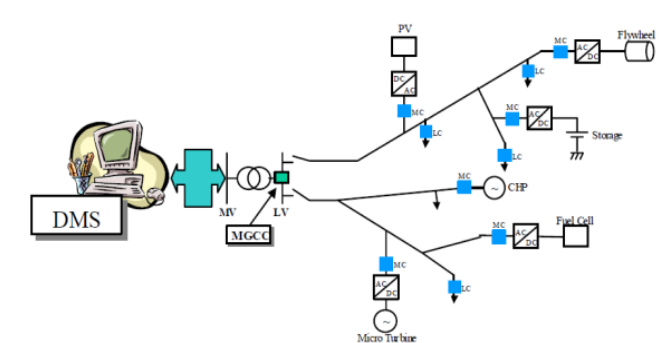 PV
DC
AC
MC
LC
MC
AC
DC
Flywheel
LC
MC
AC
DC
Storage
LC
DMS
MV
LV
MGCC
MC
~
CHP
MC
AC
DC
Fuel Cell
MC
AC
DC
LC
~
Micro Turbine